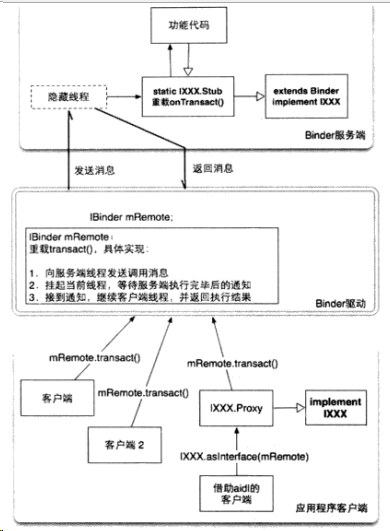 功能代码
隐藏线程
static IXXX.Stub
重载onTransact()
extends Binder
implement IXXX
Binder服务端
发送消息
返回消息
IBinder mRemote;
IBinder mRemote:
重载transact()，具体实现:
1. 向服务端线程发送调用消息
2. 挂起当前线程，等待服务端执行完毕后的通知
3. 接到通知，继续客户端线程，并返回执行结果
Binder驱动
mRemote.transact()
mRemote.transact()
mRemote.transact()
客户端
客户端 2
IXXX.Proxy
implement
IXXX
IXXX.asInterface(mRemote)
借助aidl的
客户端
应用程序客户端